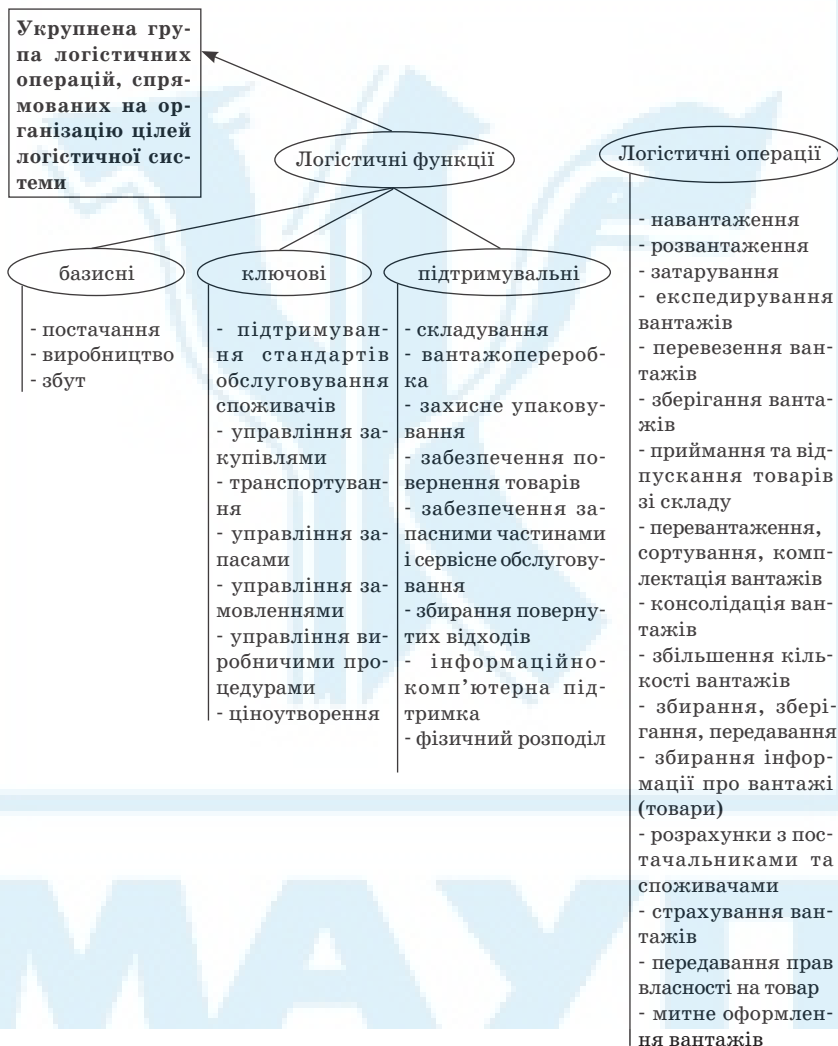 Укрупнена гру-
па логістичних
операцій, спря-
мованих на ор-
ганізацію цілей
логістичної сис-
теми
Логістичні функції
базисні
- постачання
- виробництво
- збут
ключові
- підтримуван-
ня стандартів
обслуговування
споживачів
- управління за-
купівлями
- транспортуван-
ня
- управління за-
пасами
- управління за-
мовленнями
- управління ви-
робничими про-
цедурами
- ціноутворення
підтримувальні
- складування
- вантажоперероб-
ка
- захисне упакову-
вання
- забезпечення по-
вернення товарів
- забезпечення за-
пасними частинами
і сервісне обслугову-
вання
- збирання поверну-
тих відходів
- інформаційно-
комп’ютерна під-
тримка
- фізичний розподіл
Логістичні операції
- навантаження
- розвантаження
- затарування
- експедирування
вантажів
- перевезення ван-
тажів
- зберігання ванта-
жів
- приймання та від-
пускання товарів
зі складу
- перевантаження,
сортування, комп-
лектація вантажів
- консолідація ван-
тажів
- збільшення кіль-
кості вантажів
- збирання, збері-
гання, передавання
- збирання інфор-
мації про вантажі
(товари)
- розрахунки з пос-
тачальниками та
споживачами
- страхування ван-
тажів
- передавання прав
власності на товар
- митне оформлен-
ня вантажів
МАУП